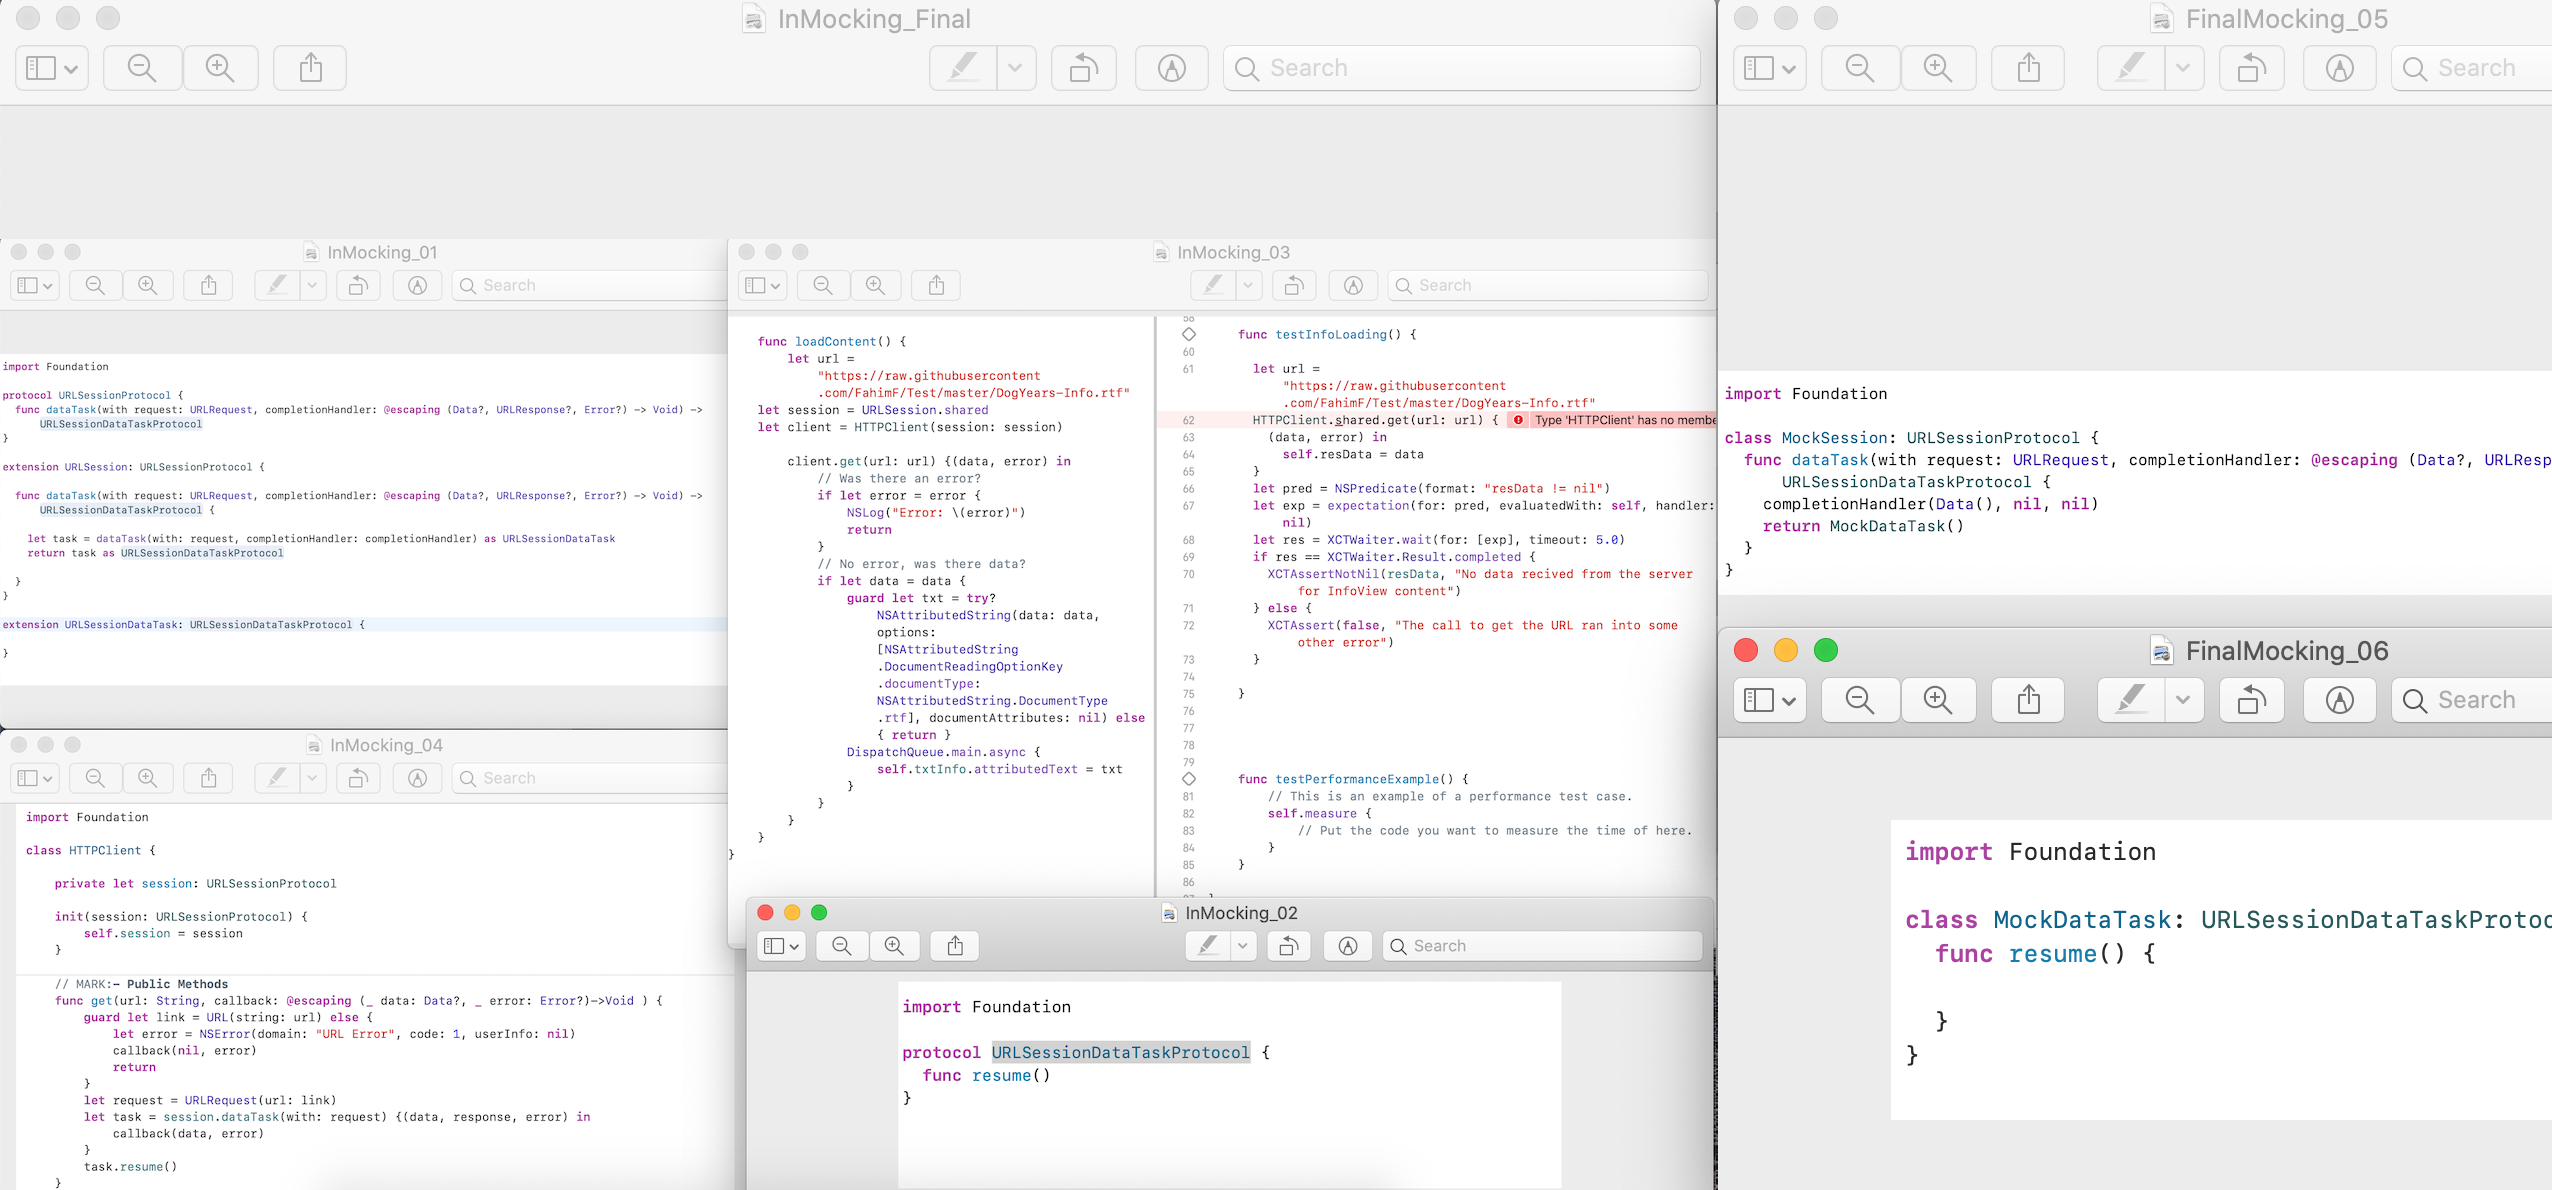 InMocking_Final
Search
FinalMocking_05
Search
InMocking_01
Search
import Foundation
protocol URLSessionProtocol {
func dataTask(with request: URLRequest, completionHandler: @escaping (Data?, URLResponse?, Error?) -> Void) ->
URLSessionDataTaskProtocol
}
extension URLSession: URLSessionProtocol {
func dataTask(with request: URLRequest, completionHandler: @escaping (Data?, URLResponse?, Error?) -> Void) ->
URLSessionDataTaskProtocol {
let task = dataTask(with: request, completionHandler: completionHandler) as URLSessionDataTask
return task as URLSessionDataTaskProtocol
}
}
extension URLSessionDataTask: URLSessionDataTaskProtocol {
}
InMocking_03
Search
func loadContent() {
let url =
"https://raw.githubusercontent
.com/FahimF/Test/master/DogYears-Info.rtf"
let session = URLSession.shared
let client = HTTPClient(session: session)
client.get(url: url) {(data, error) in
// Was there an error?
if let error = error {
NSLog("Error: \(error)")
return
}
// No error, was there data?
if let data = data {
guard let txt = try?
NSAttributedString(data: data,
options:
[NSAttributedString
.DocumentReadingOptionKey
.documentType:
NSAttributedString.DocumentType
.rtf], documentAttributes: nil) else
{ return }
DispatchQueue.main.async {
self.txtInfo.attributedText = txt
}
}
}
}
}
58
func testInfoLoading() {
60
61 let url =
"https://raw.githubusercontent
.com/FahimF/Test/master/DogYears-Info.rtf"
62 HTTPClient.shared.get(url: url) { Type 'HTTPClient' has no membe
63 (data, error) in
64 self.resData = data
65 }
66 let pred = NSPredicate(format: "resData != nil")
67 let exp = expectation(for: pred, evaluatedWith: self, handler:
nil)
68 let res = XCTWaiter.wait(for: [exp], timeout: 5.0)
69 if res == XCTWaiter.Result.completed {
70 XCTAssertNotNil(resData, "No data recived from the server
for InfoView content")
71 } else {
72 XCTAssert(false, "The call to get the URL ran into some
other error")
73 }
74
75 }
76
77
78
79
func testPerformanceExample() {
81 // This is an example of a performance test case.
82 self.measure {
83 // Put the code you want to measure the time of here.
84 }
85 }
86
import Foundation
class MockSession: URLSessionProtocol {
func dataTask(with request: URLRequest, completionHandler: @escaping (Data?, URLResp
URLSessionDataTaskProtocol {
completionHandler(Data(), nil, nil)
return MockDataTask()
}
}
FinalMocking_06
Search
import Foundation
class MockDataTask: URLSessionDataTaskProtoc
func resume() {
}
}
InMocking_04
Search
import Foundation
class HTTPClient {
private let session: URLSessionProtocol
init(session: URLSessionProtocol) {
self.session = session
}
// MARK:- Public Methods
func get(url: String, callback: @escaping (_ data: Data?, _ error: Error?)->Void ) {
guard let link = URL(string: url) else {
let error = NSError(domain: "URL Error", code: 1, userInfo: nil)
callback(nil, error)
return
}
let request = URLRequest(url: link)
let task = session.dataTask(with: request) {(data, response, error) in
callback(data, error)
}
task.resume()
}
InMocking_02
Search
import Foundation
protocol URLSessionDataTaskProtocol {
func resume()
}